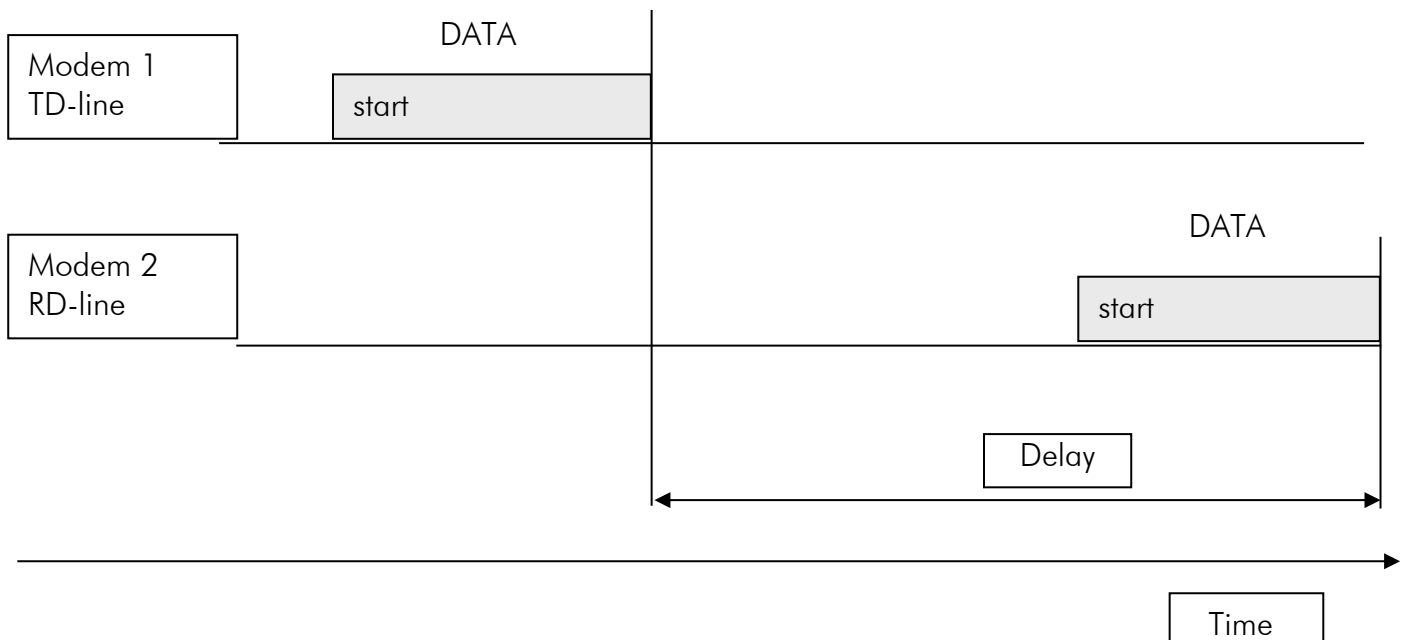 DATA
Modem 1
TD-line
start
DATA
Modem 2
RD-line
start
Delay
Time